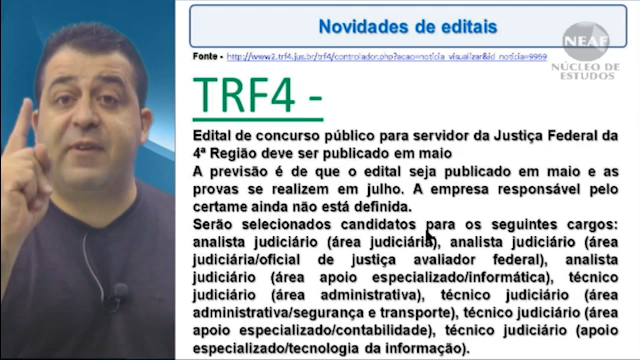 Novidades de editais
NEAF
NÚCLEO DE
ESTUDOS
Fonte - http://www2.trf4.jus.br/trf4/controlador.php?acao=noticia_visualizar&id_noticia=9969
TRF4 -
Edital de concurso público para servidor da Justiça Federal da
4ª Região deve ser publicado em maio
A previsão é de que o edital seja publicado em maio e as
provas se realizem em julho. A empresa responsável pelo
certame ainda não está definida.
Serão selecionados candidatos para os seguintes cargos:
analista judiciário (área judiciária), analista judiciário (área
judiciária/oficial de justiça avaliador federal), analista
judiciário (área apoio especializado/informática), técnico
judiciário (área administrativa), técnico judiciário (área
administrativa/segurança e transporte), técnico judiciário (área
apoio especializado/contabilidade), técnico judiciário (apoio
especializado/tecnologia da informação).